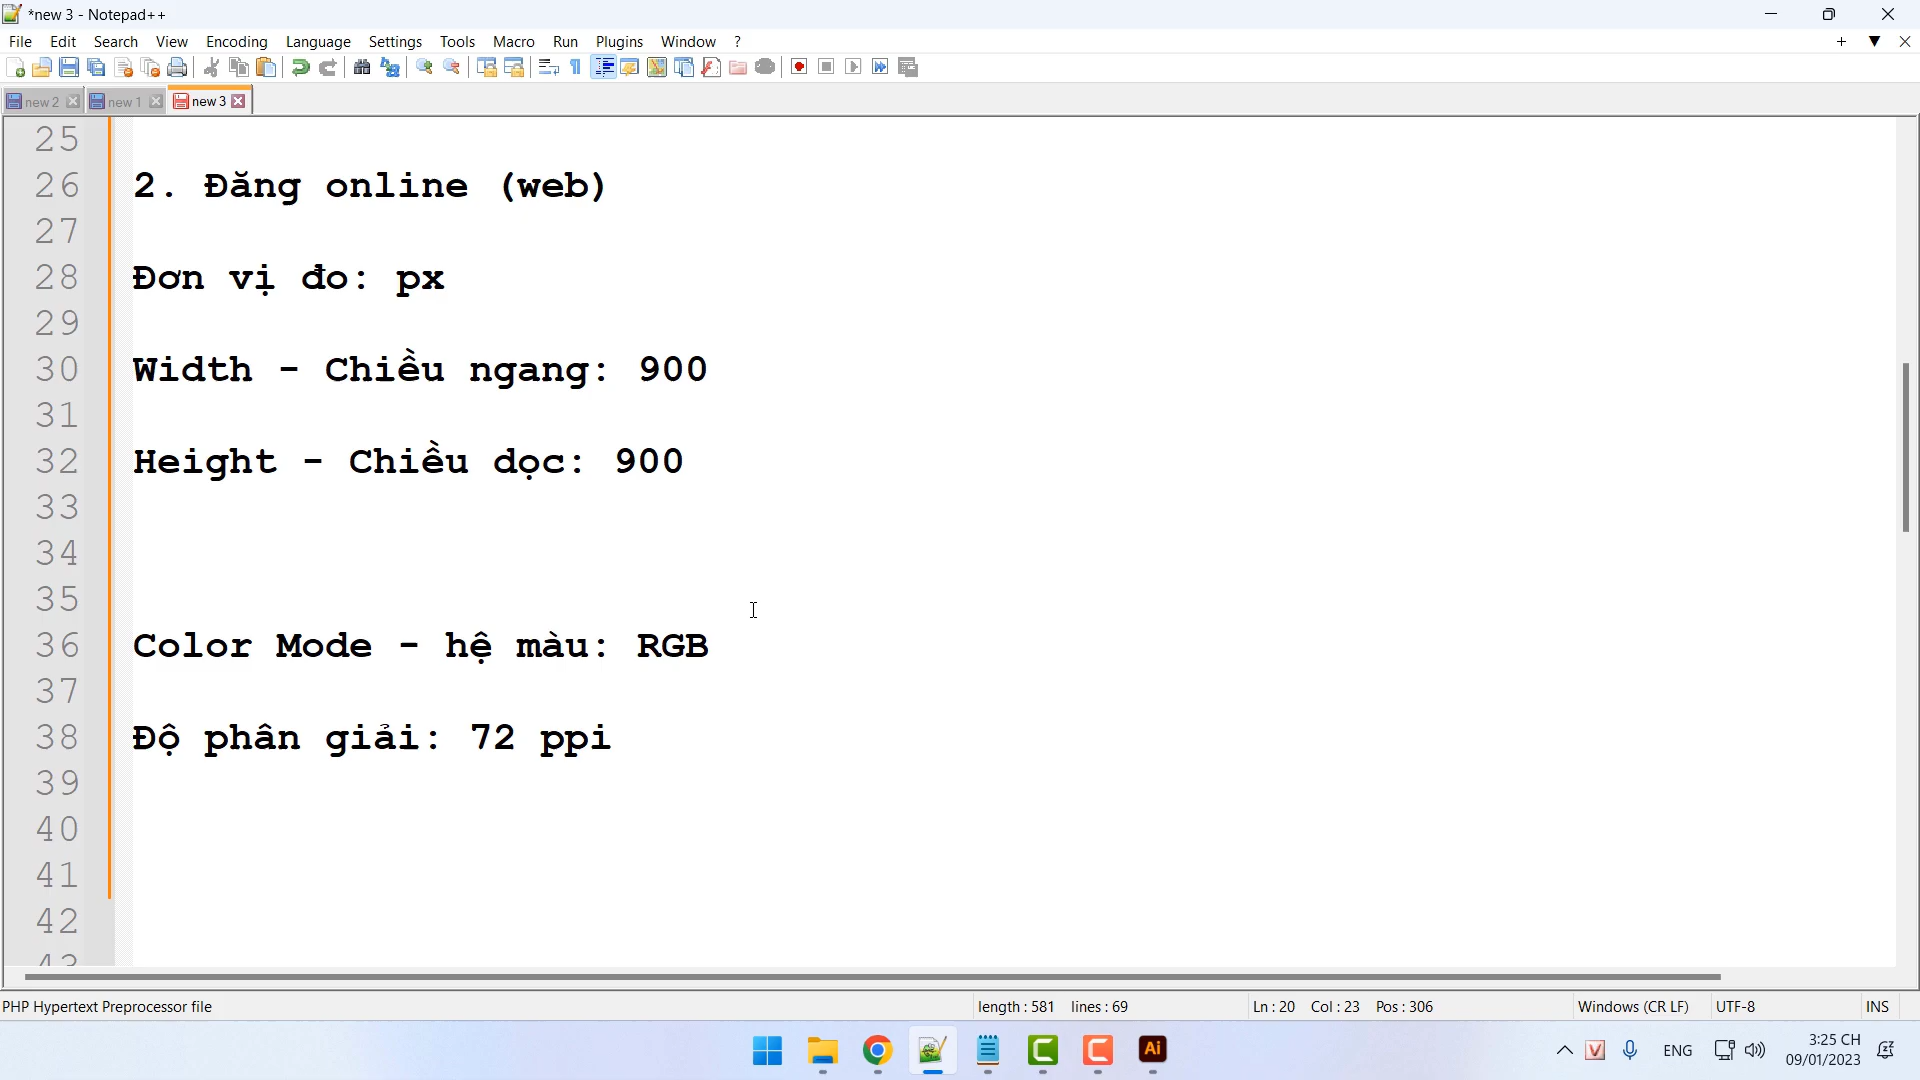 *new 3 - Notepad++
File Edit Search View Encoding Language Settings Tools Macro Run Plugins Window ?
new 2 new 1 new 3
25
26 2. Đăng online (web)
27
28 Đơn vị đo: px
29
30 Width - Chiều ngang: 900
31
32 Height - Chiều dọc: 900
33
34
35
36 Color Mode - hệ màu: RGB
37
38 Độ phân giải: 72 ppi
39
40
41
42
43
PHP Hypertext Preprocessor file length : 581 lines : 69 Ln : 20 Col : 23 Pos : 306 Windows (CR LF) UTF-8 INS
Ai V ENG 3:25 CH
09/01/2023